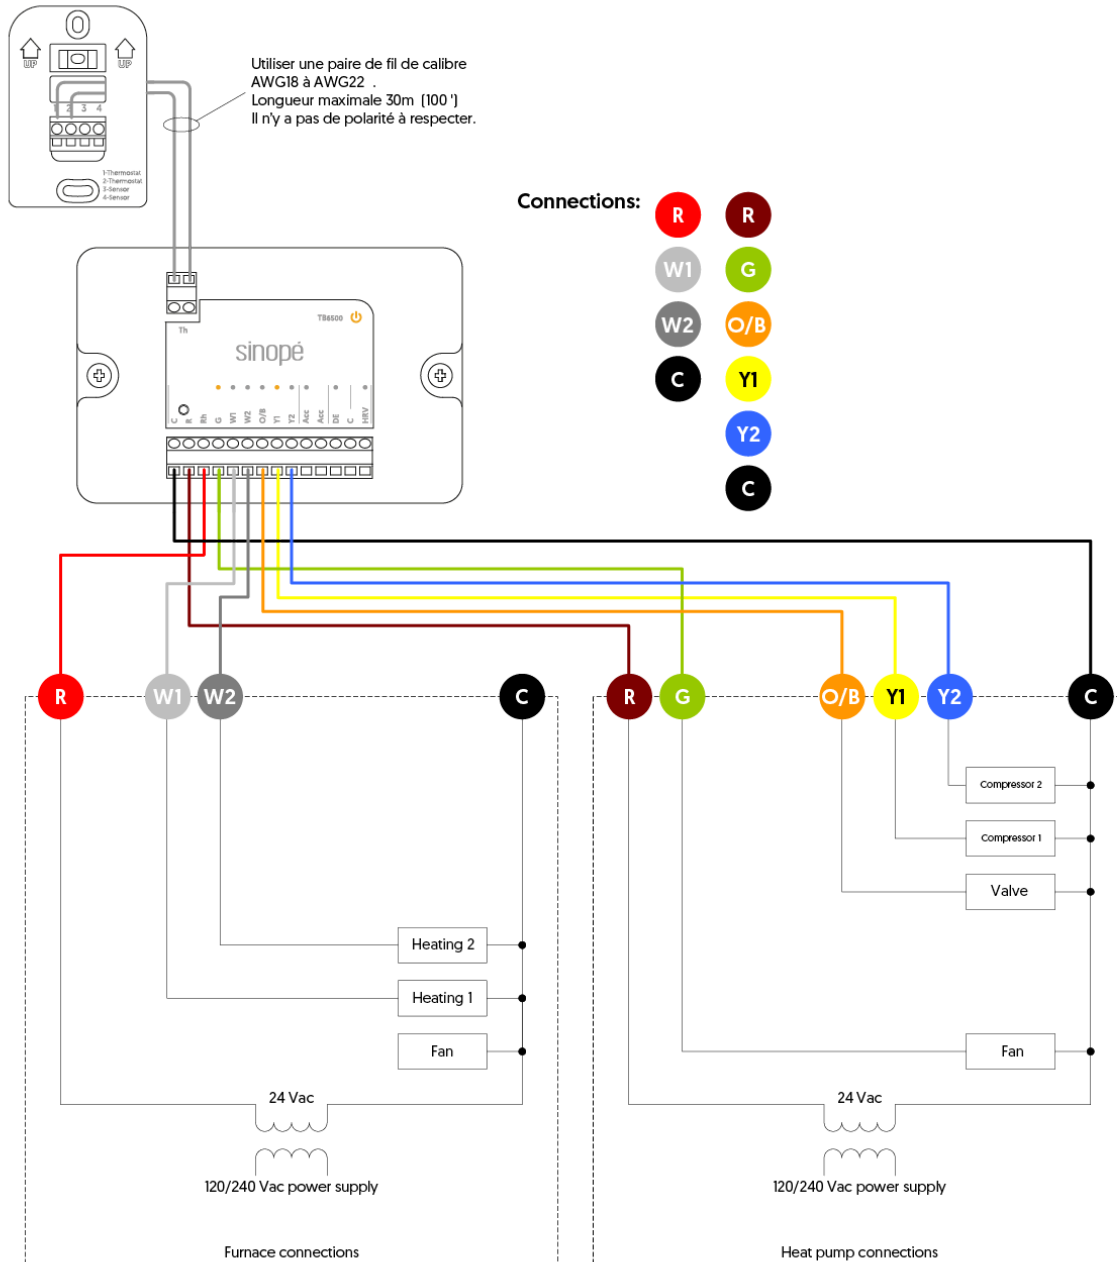 UP
UP
1 2 3 4
1-Thermostat
2-Thermostat
3-Sensor
4-Sensor
Utiliser une paire de fil de calibre
AWG18 à AWG22 .
Longueur maximale 30m (100 ')
Il n'y a pas de polarité à respecter.
Connections:
R R
W1 G
W2 O/B
C Y1
Y2
C
Th
TB6500
sinopé
C R Rh G W1 W2 O/B Y1 Y2 Acc Acc DE C HRV
R W1 W2 C R G O/B Y1 Y2 C
Compressor 2
Compressor 1
Valve
Heating 2
Heating 1
Fan Fan
24 Vac 24 Vac
120/240 Vac power supply 120/240 Vac power supply
Furnace connections Heat pump connections